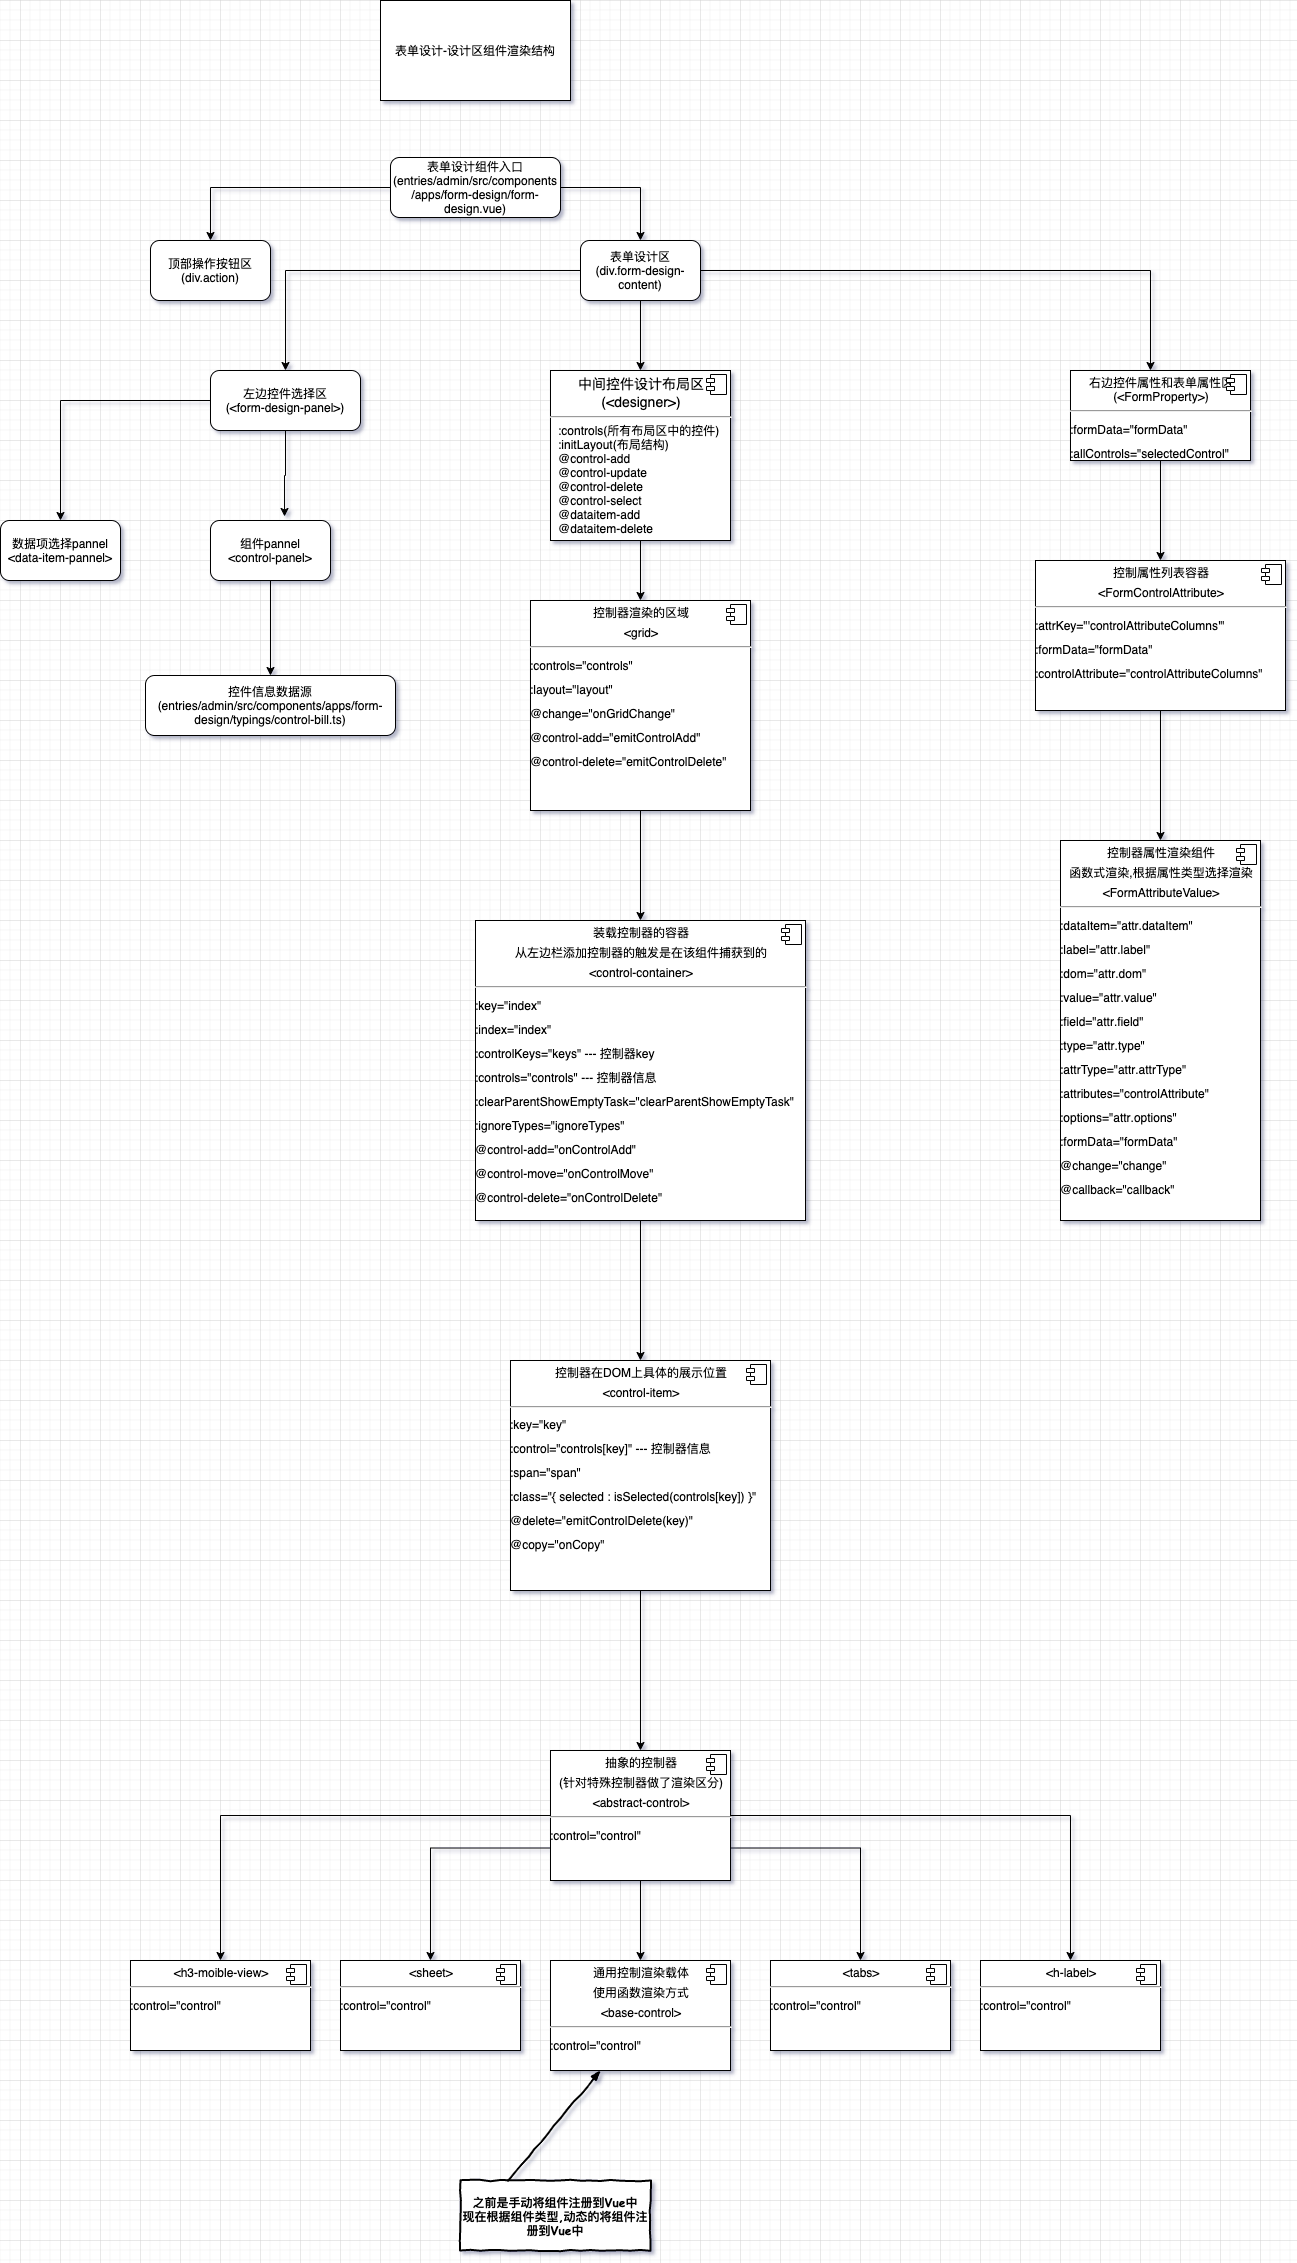 表单设计-设计区组件渲染结构
表单设计组件入口
(entries/admin/src/components
/apps/form-design/form-
design.vue)
顶部操作按钮区
(div.action)
表单设计区
(div.form-design-
content)
左边控件选择区
(<form-design-panel>)
中间控件设计布局区
(<designer>)
:controls(所有布局区中的控件)
:initLayout(布局结构)
@control-add
@control-update
@control-delete
@control-select
@dataitem-add
@dataitem-delete
右边控件属性和表单属性区
(<FormProperty>)
:formData="formData"
:allControls="selectedControl"
数据项选择pannel
<data-item-pannel>
组件pannel
<control-panel>
控件信息数据源
(entries/admin/src/components/apps/form-
design/typings/control-bill.ts)
控制器渲染的区域
<grid>
:controls="controls"
:layout="layout"
@change="onGridChange"
@control-add="emitControlAdd"
@control-delete="emitControlDelete"
控制属性列表容器
<FormControlAttribute>
:attrKey="'controlAttributeColumns'"
:formData="formData"
:controlAttribute="controlAttributeColumns"
控制器属性渲染组件
函数式渲染,根据属性类型选择渲染
<FormAttributeValue>
:dataItem="attr.dataItem"
:label="attr.label"
:dom="attr.dom"
:value="attr.value"
:field="attr.field"
:type="attr.type"
:attrType="attr.attrType"
:attributes="controlAttribute"
:options="attr.options"
:formData="formData"
@change="change"
@callback="callback"
装载控制器的容器
从左边栏添加控制器的触发是在该组件捕获到的
<control-container>
:key="index"
:index="index"
:controlKeys="keys" --- 控制器key
:controls="controls" --- 控制器信息
:clearParentShowEmptyTask="clearParentShowEmptyTask"
:ignoreTypes="ignoreTypes"
@control-add="onControlAdd"
@control-move="onControlMove"
@control-delete="onControlDelete"
控制器在DOM上具体的展示位置
<control-item>
:key="key"
:control="controls[key]" --- 控制器信息
:span="span"
:class="{ selected : isSelected(controls[key]) }"
@delete="emitControlDelete(key)"
@copy="onCopy"
抽象的控制器
(针对特殊控制器做了渲染区分)
<abstract-control>
:control="control"
<h3-moible-view>
:control="control"
<sheet>
:control="control"
通用控制渲染载体
使用函数渲染方式
<base-control>
:control="control"
<tabs>
:control="control"
<h-label>
:control="control"
之前是手动将组件注册到Vue中
现在根据组件类型,动态的将组件注
册到Vue中